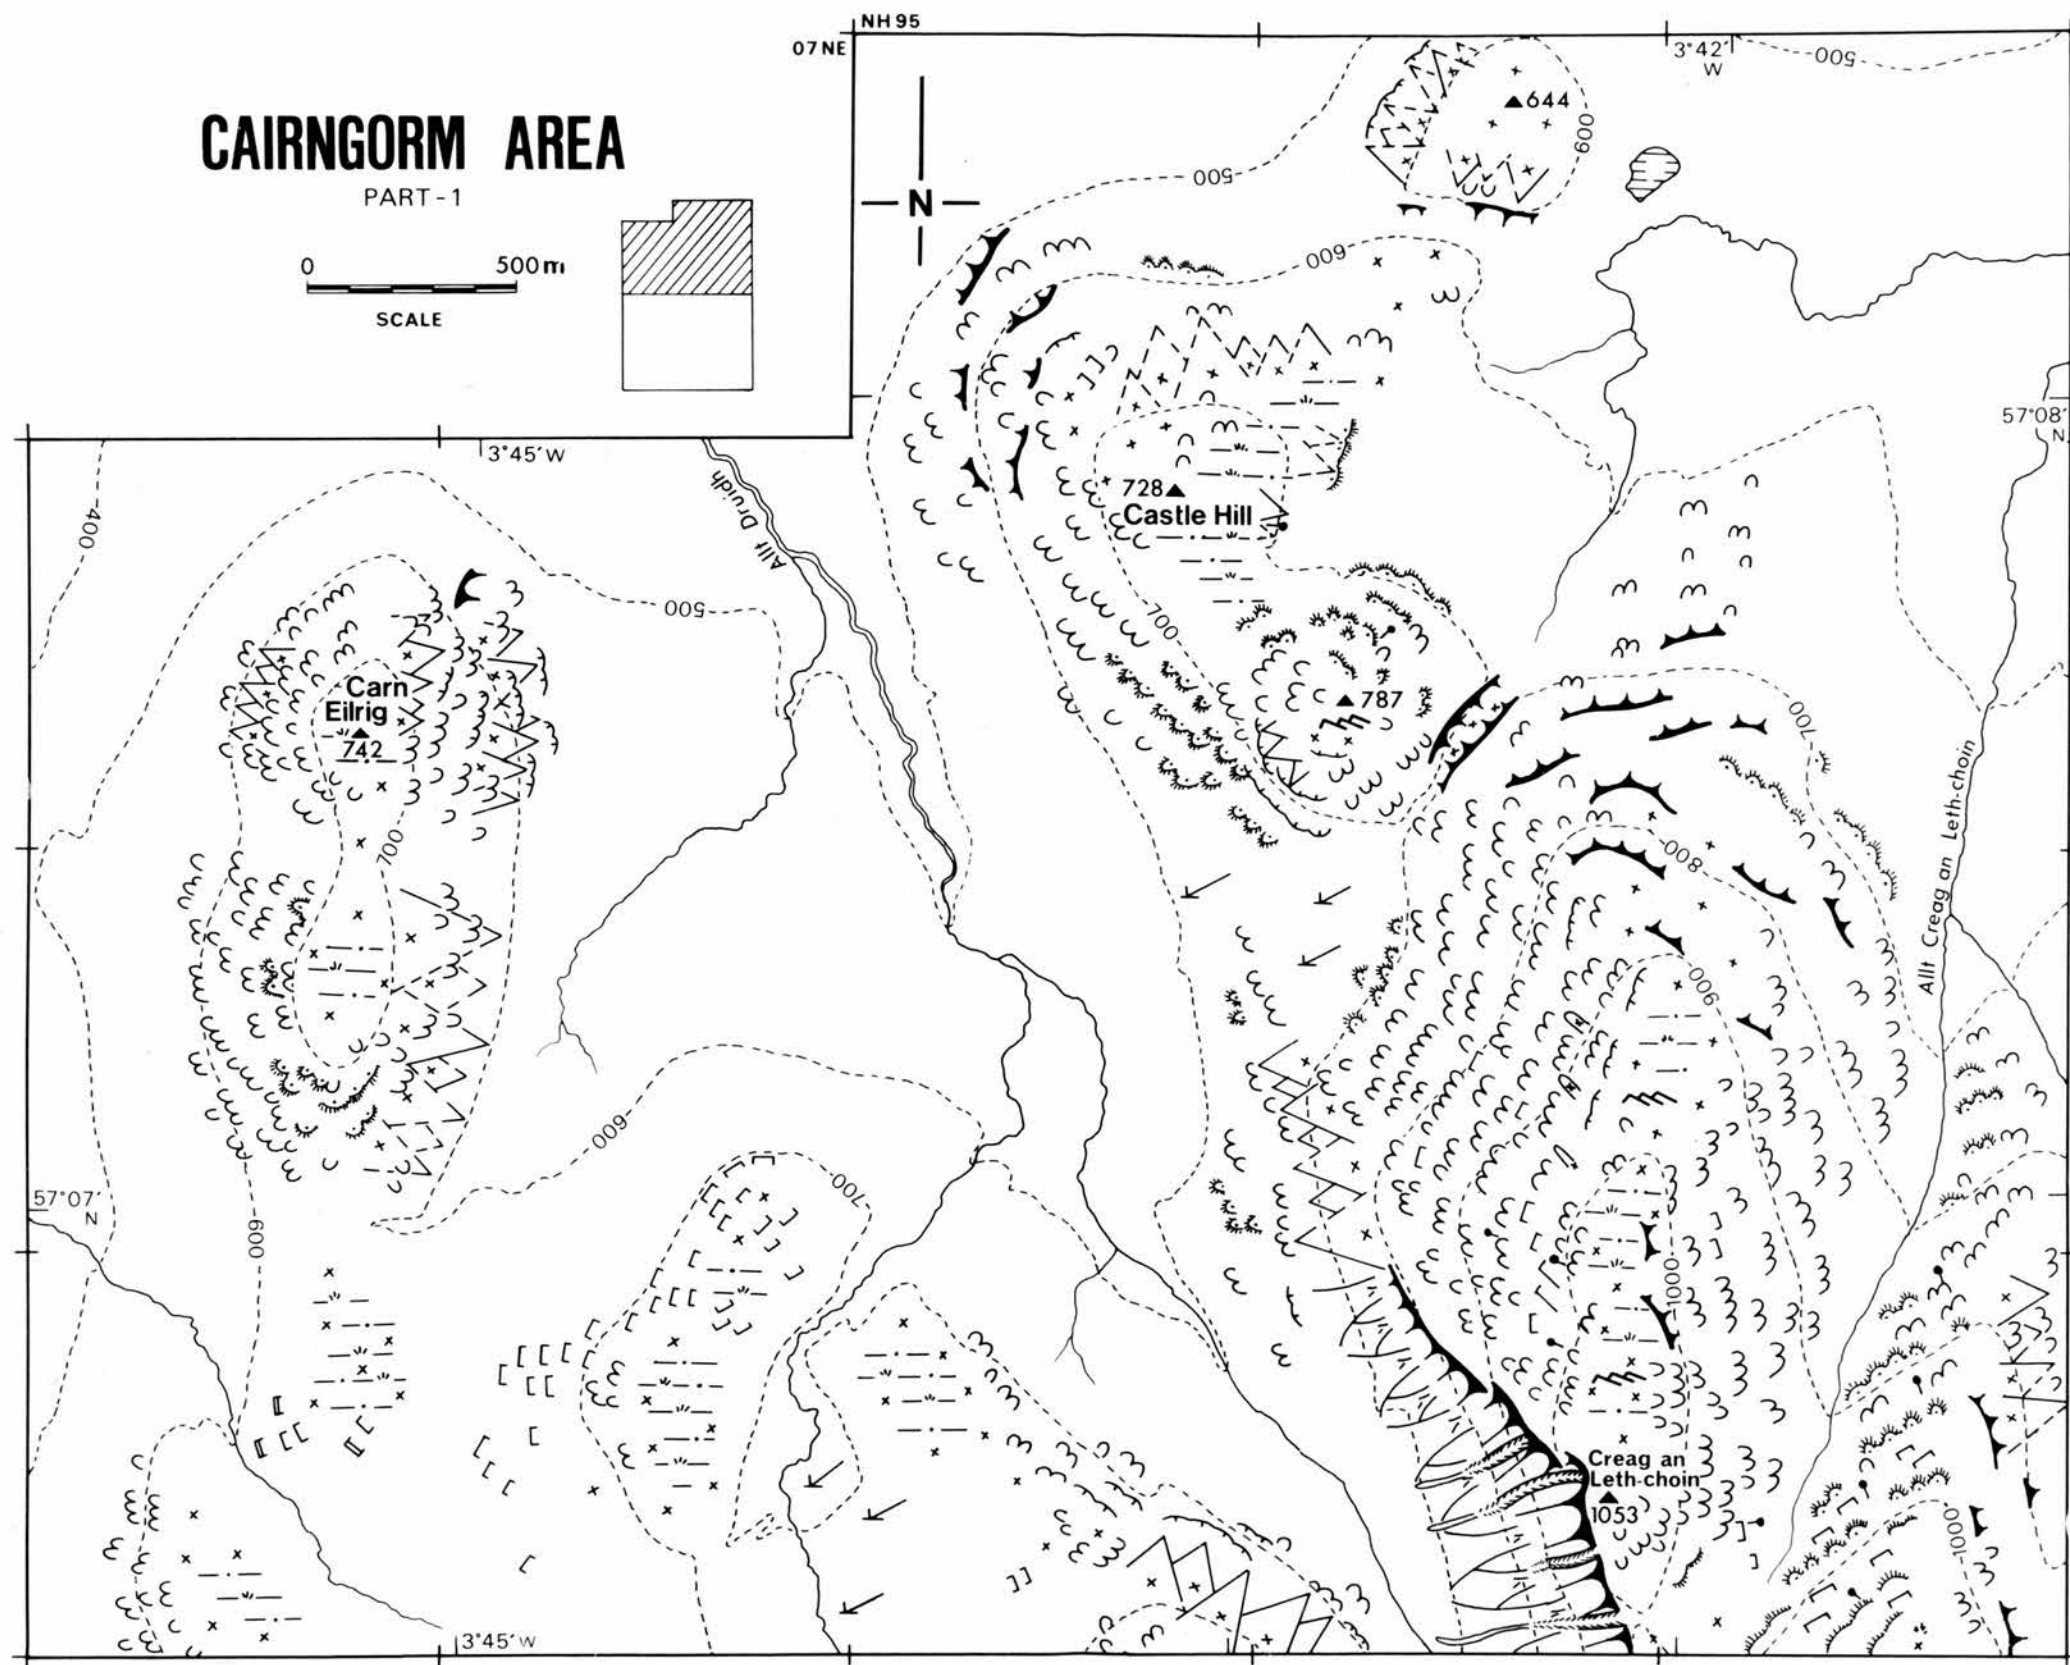 NH 95
07 NE
3°42'
W
500
CAIRNGORM AREA
PART-1
0 500 m
SCALE
N
644
600
500
600
57°08'
N
3°45' W
400
Allt Druidh
728
Castle Hill
500
700
Carn
Eilrig
742
787
700
700
800
Allt Creag an Leth-choin
900
600
57°07'
N
700
600
1000
Creag an
Leth-choin
1053
1000
3°45' W